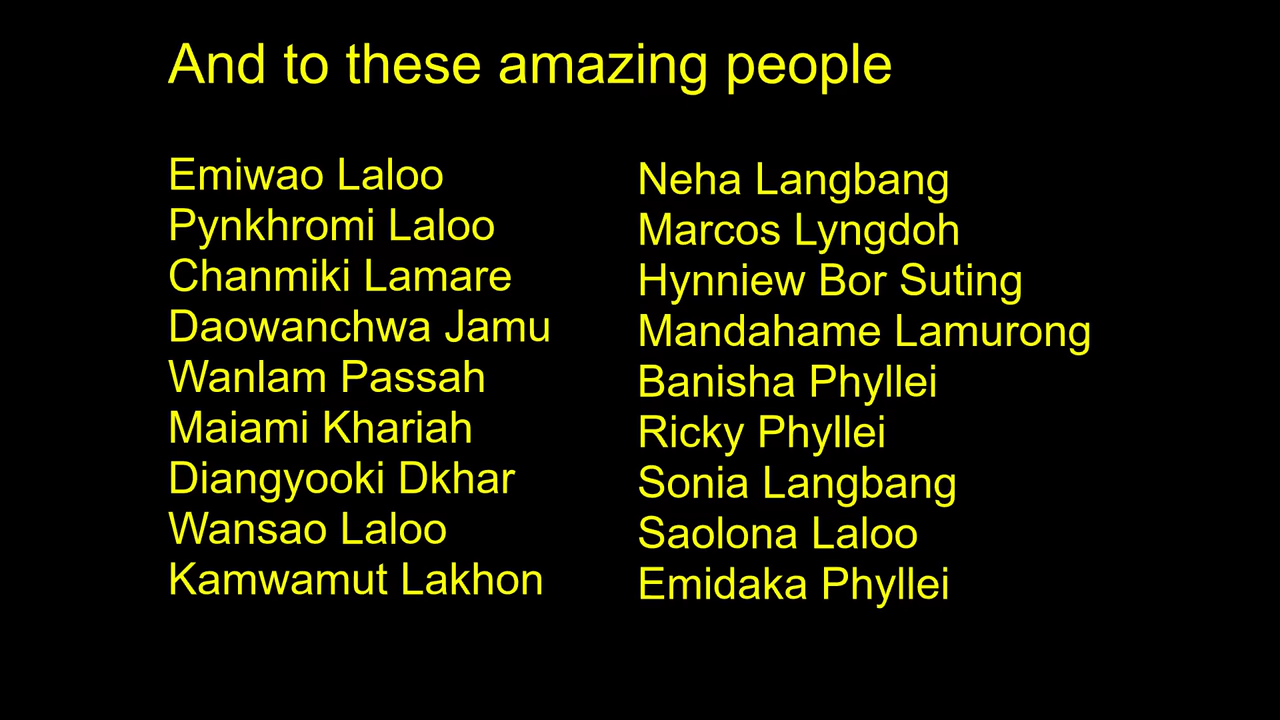 And to these amazing people
Emiwao Laloo
Pynkhromi Laloo
Chanmiki Lamare
Daowanchwa Jamu
Wanlam Passah
Maiami Khariah
Diangyooki Dkhar
Wansao Laloo
Kamwamut Lakhon
Neha Langbang
Marcos Lyngdoh
Hynniew Bor Suting
Mandahame Lamurong
Banisha Phyllei
Ricky Phyllei
Sonia Langbang
Saolona Laloo
Emidaka Phyllei